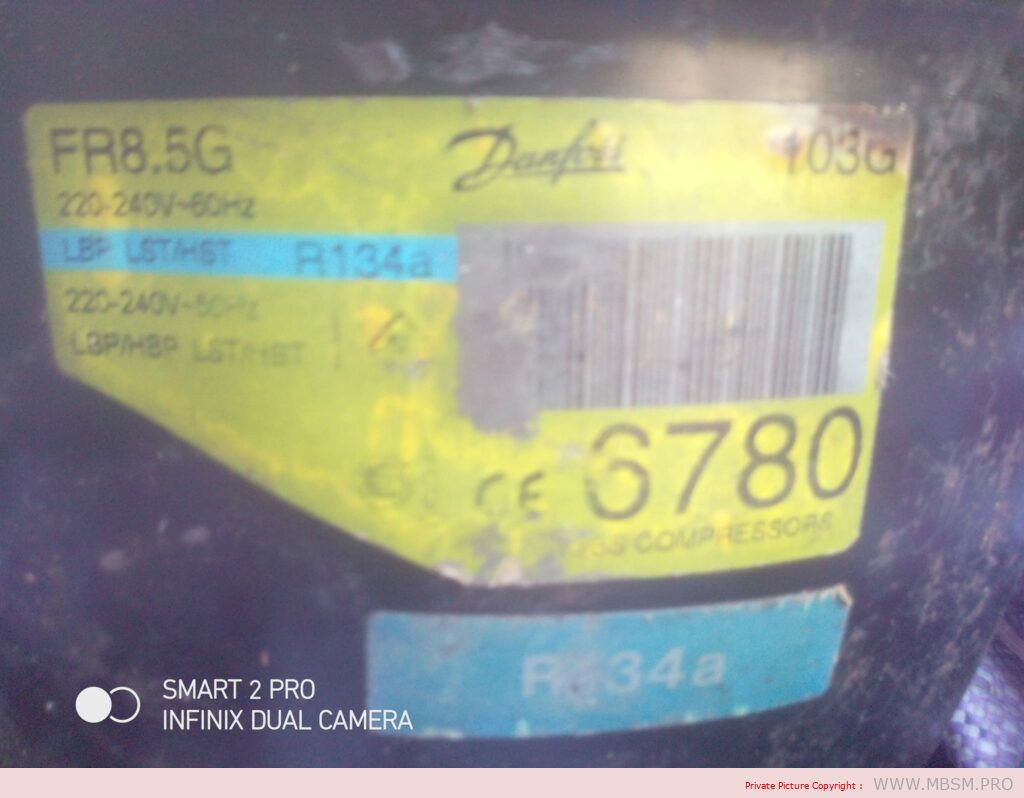 FR8.5G
Danfoss
103G
220-240V~60Hz
LBP LST/HST R134a
220-240V~50Hz
LBP/HBP LST/HST
CE
6780
COMPRESSORS
R134a
SMART 2 PRO
INFINIX DUAL CAMERA
Private Picture Copyright : WWW.MBSM.PRO